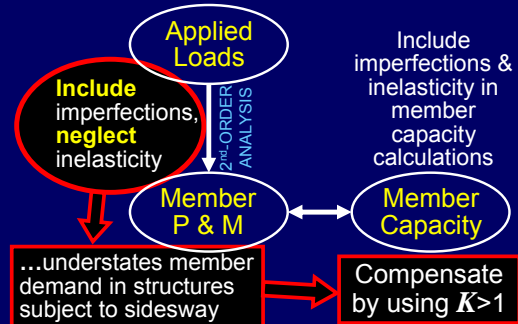 Applied
Loads
Include
imperfections,
neglect
inelasticity
2nd-ORDER
ANALYSIS
Include
imperfections &
inelasticity in
member
capacity
calculations
Member
P & M
Member
Capacity
...understates member
demand in structures
subject to sidesway
Compensate
by using K>1